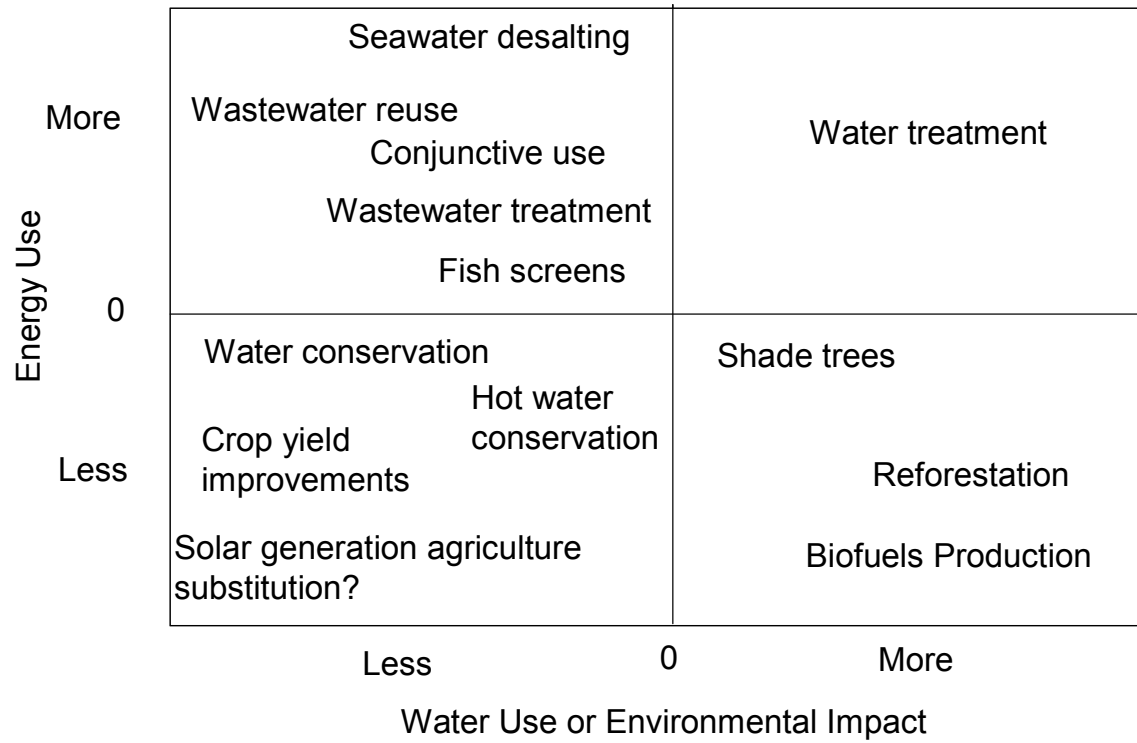 Seawater desalting
Wastewater reuse
More
Water treatment
Conjunctive use
Wastewater treatment
Fish screens
Energy Use
0
Water conservation
Shade trees
Hot water
conservation
Crop yield
improvements
Less
Reforestation
Solar generation agriculture
substitution?
Biofuels Production
Less
0
More
Water Use or Environmental Impact